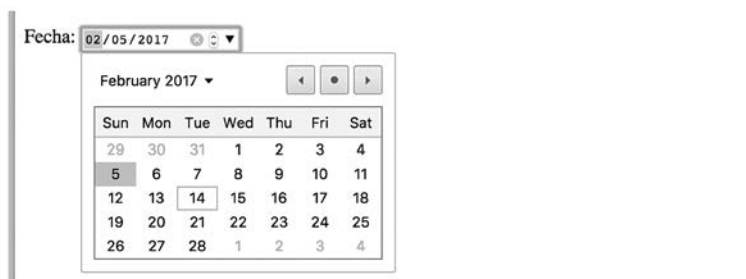 Fecha: 02/05/2017
February 2017
Sun Mon Tue Wed Thu Fri Sat
29 30 31 1 2 3 4
5 6 7 8 9 10 11
12 13 14 15 16 17 18
19 20 21 22 23 24 25
26 27 28 1 2 3 4